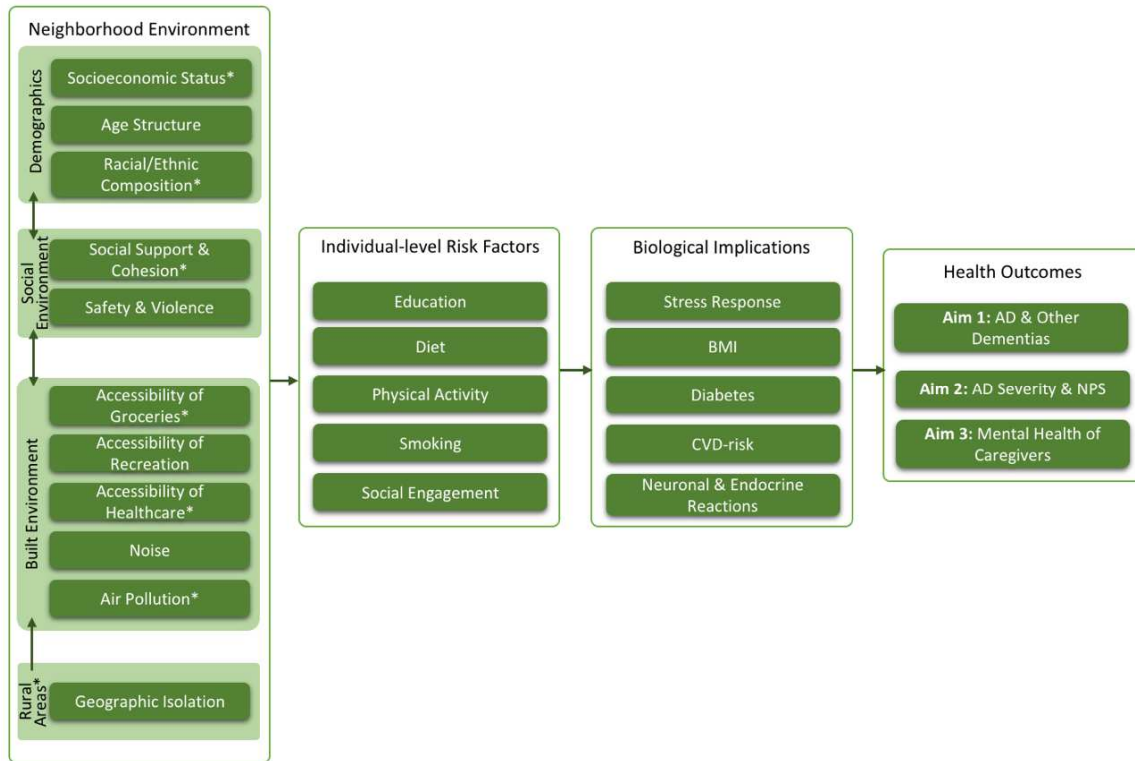 Neighborhood Environment
Demographics
Socioeconomic Status*
Age Structure
Racial/Ethnic
Composition*
Social
Environment
Social Support &
Cohesion*
Safety & Violence
Built Environment
Accessibility of
Groceries*
Accessibility of
Recreation
Accessibility of
Healthcare*
Noise
Air Pollution*
Rural
Areas*
Geographic Isolation
Individual-level Risk Factors
Education
Diet
Physical Activity
Smoking
Social Engagement
Biological Implications
Stress Response
BMI
Diabetes
CVD-risk
Neuronal & Endocrine
Reactions
Health Outcomes
Aim 1: AD & Other
Dementias
Aim 2: AD Severity & NPS
Aim 3: Mental Health of
Caregivers